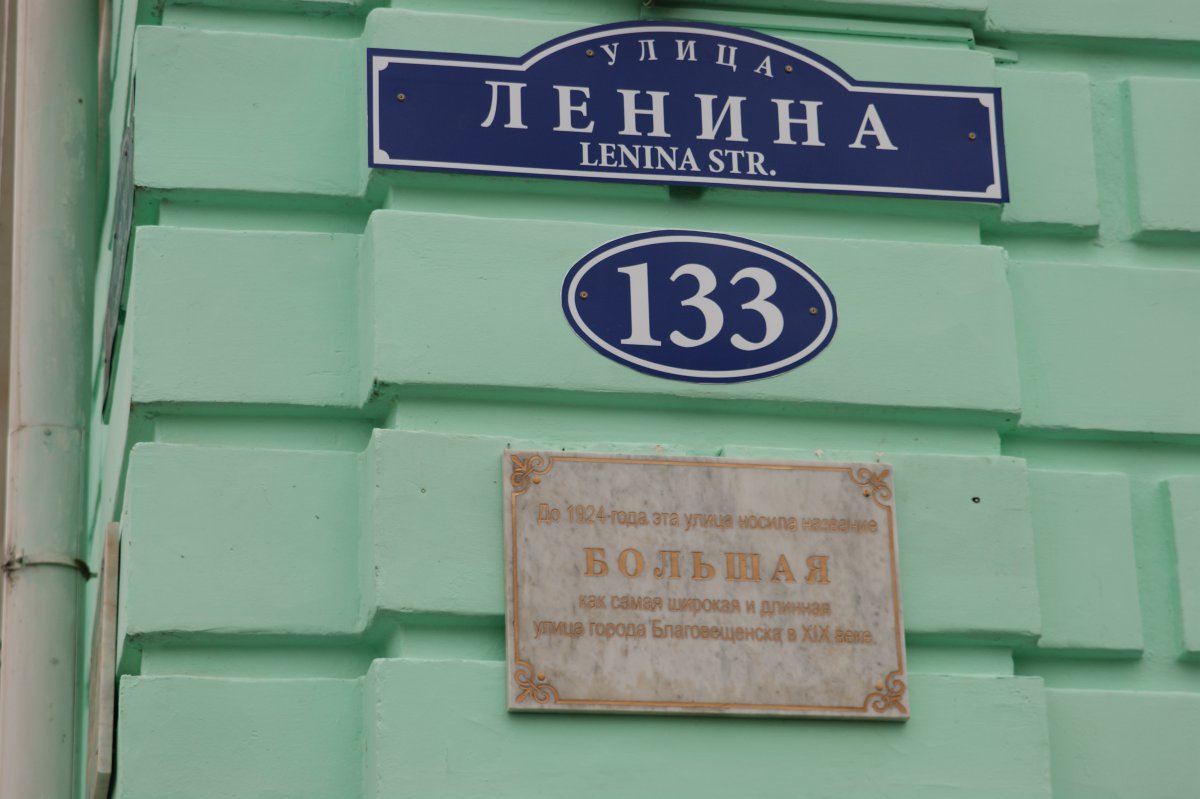 УЛИЦА
ЛЕНИНА
LENINA STR.
133
До 1924-года эта улица носила название
БОЛЬШАЯ
как самая широкая и длинная
улица города Благовещенска в XIX веке.